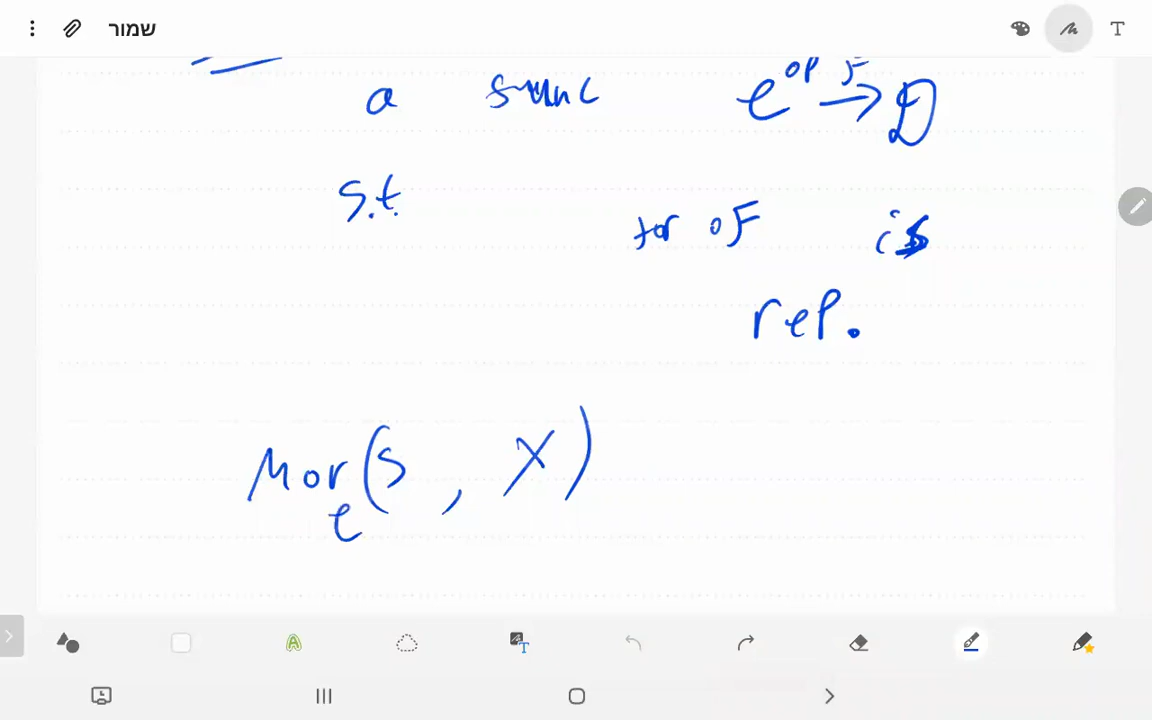 שמור
a func e^op F → D
s.t.
for oF is
rep.
Mor_e(S, X)